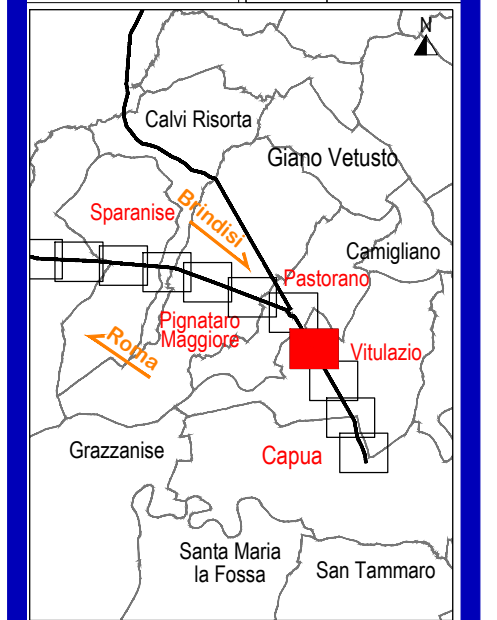 N
Calvi Risorta
Giano Vetusto
Sparanise
Brindisi
Camigliano
Pastorano
Pignataro
Maggiore
Roma
Vitulazio
Grazzanise
Capua
Santa Maria
la Fossa
San Tammaro